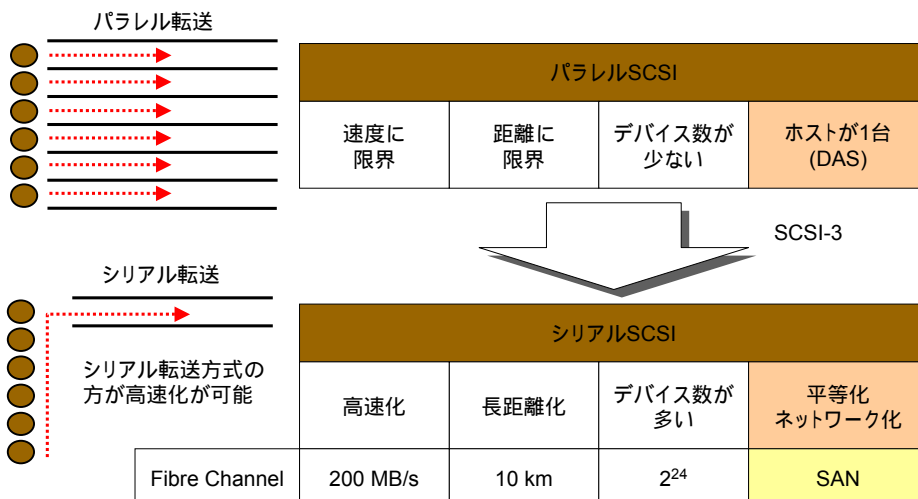 パラレル転送
パラレルSCSI
速度に
限界
距離に
限界
デバイス数が
少ない
ホストが1台
(DAS)
SCSI-3
シリアル転送
シリアル転送方式の
方が高速化が可能
シリアルSCSI
高速化
長距離化
デバイス数が
多い
平等化
ネットワーク化
Fibre Channel
200 MB/s
10 km
2²⁴
SAN